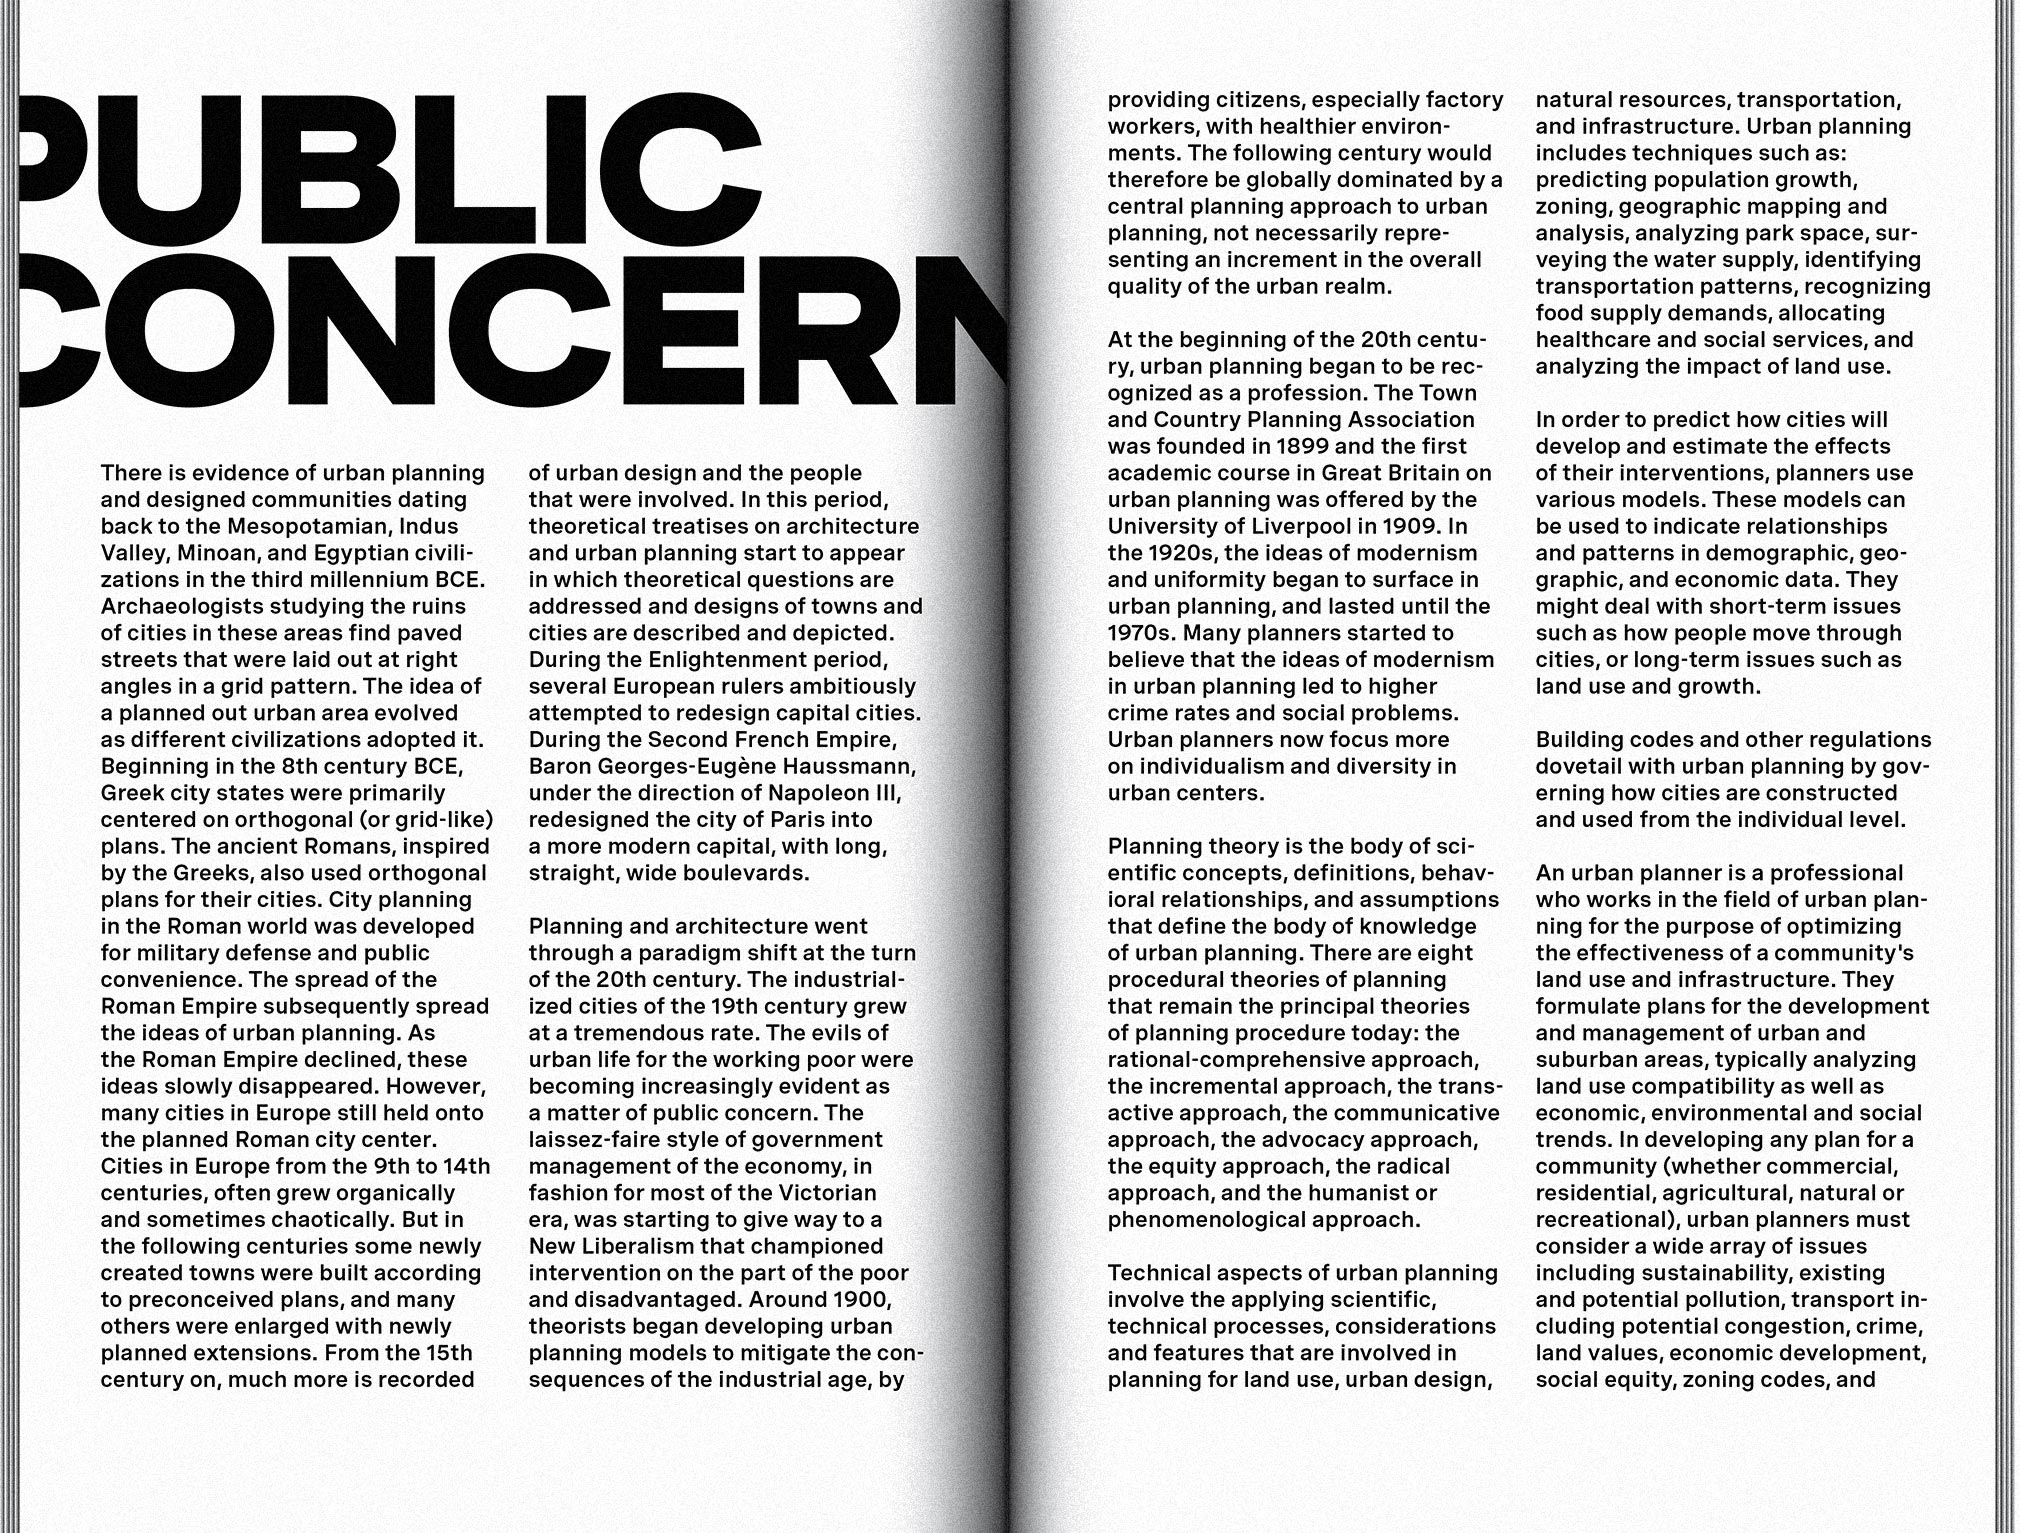 PUBLIC
CONCERN
There is evidence of urban planning
and designed communities dating
back to the Mesopotamian, Indus
Valley, Minoan, and Egyptian civili-
zations in the third millennium BCE.
Archaeologists studying the ruins
of cities in these areas find paved
streets that were laid out at right
angles in a grid pattern. The idea of
a planned out urban area evolved
as different civilizations adopted it.
Beginning in the 8th century BCE,
Greek city states were primarily
centered on orthogonal (or grid-like)
plans. The ancient Romans, inspired
by the Greeks, also used orthogonal
plans for their cities. City planning
in the Roman world was developed
for military defense and public
convenience. The spread of the
Roman Empire subsequently spread
the ideas of urban planning. As
the Roman Empire declined, these
ideas slowly disappeared. However,
many cities in Europe still held onto
the planned Roman city center.
Cities in Europe from the 9th to 14th
centuries, often grew organically
and sometimes chaotically. But in
the following centuries some newly
created towns were built according
to preconceived plans, and many
others were enlarged with newly
planned extensions. From the 15th
century on, much more is recorded
of urban design and the people
that were involved. In this period,
theoretical treatises on architecture
and urban planning start to appear
in which theoretical questions are
addressed and designs of towns and
cities are described and depicted.
During the Enlightenment period,
several European rulers ambitiously
attempted to redesign capital cities.
During the Second French Empire,
Baron Georges-Eugène Haussmann,
under the direction of Napoleon III,
redesigned the city of Paris into
a more modern capital, with long,
straight, wide boulevards.
Planning and architecture went
through a paradigm shift at the turn
of the 20th century. The industrial-
ized cities of the 19th century grew
at a tremendous rate. The evils of
urban life for the working poor were
becoming increasingly evident as
a matter of public concern. The
laissez-faire style of government
management of the economy, in
fashion for most of the Victorian
era, was starting to give way to a
New Liberalism that championed
intervention on the part of the poor
and disadvantaged. Around 1900,
theorists began developing urban
planning models to mitigate the con-
sequences of the industrial age, by
providing citizens, especially factory
workers, with healthier environ-
ments. The following century would
therefore be globally dominated by a
central planning approach to urban
planning, not necessarily repre-
senting an increment in the overall
quality of the urban realm.
At the beginning of the 20th centu-
ry, urban planning began to be rec-
ognized as a profession. The Town
and Country Planning Association
was founded in 1899 and the first
academic course in Great Britain on
urban planning was offered by the
University of Liverpool in 1909. In
the 1920s, the ideas of modernism
and uniformity began to surface in
urban planning, and lasted until the
1970s. Many planners started to
believe that the ideas of modernism
in urban planning led to higher
crime rates and social problems.
Urban planners now focus more
on individualism and diversity in
urban centers.
Planning theory is the body of sci-
entific concepts, definitions, behav-
ioral relationships, and assumptions
that define the body of knowledge
of urban planning. There are eight
procedural theories of planning
that remain the principal theories
of planning procedure today: the
rational-comprehensive approach,
the incremental approach, the trans-
active approach, the communicative
approach, the advocacy approach,
the equity approach, the radical
approach, and the humanist or
phenomenological approach.
Technical aspects of urban planning
involve the applying scientific,
technical processes, considerations
and features that are involved in
planning for land use, urban design,
natural resources, transportation,
and infrastructure. Urban planning
includes techniques such as:
predicting population growth,
zoning, geographic mapping and
analysis, analyzing park space, sur-
veying the water supply, identifying
transportation patterns, recognizing
food supply demands, allocating
healthcare and social services, and
analyzing the impact of land use.
In order to predict how cities will
develop and estimate the effects
of their interventions, planners use
various models. These models can
be used to indicate relationships
and patterns in demographic, geo-
graphic, and economic data. They
might deal with short-term issues
such as how people move through
cities, or long-term issues such as
land use and growth.
Building codes and other regulations
dovetail with urban planning by gov-
erning how cities are constructed
and used from the individual level.
An urban planner is a professional
who works in the field of urban plan-
ning for the purpose of optimizing
the effectiveness of a community's
land use and infrastructure. They
formulate plans for the development
and management of urban and
suburban areas, typically analyzing
land use compatibility as well as
economic, environmental and social
trends. In developing any plan for a
community (whether commercial,
residential, agricultural, natural or
recreational), urban planners must
consider a wide array of issues
including sustainability, existing
and potential pollution, transport in-
cluding potential congestion, crime,
land values, economic development,
social equity, zoning codes, and